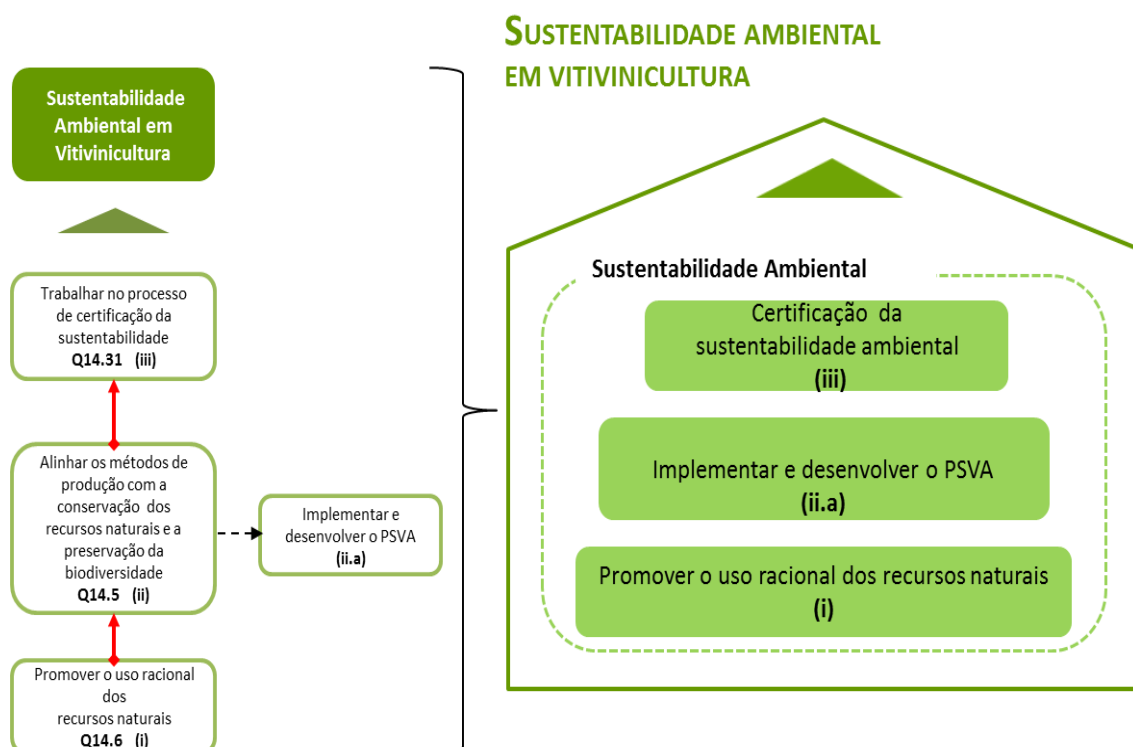 Sustentabilidade
Ambiental em
Vitivinicultura
Trabalhar no processo
de certificação da
sustentabilidade
Q14.31 (iii)
Alinhar os métodos de
produção com a
conservação dos
recursos naturais e a
preservação da
biodiversidade
Q14.5 (ii)
Implementar e
desenvolver o PSVA
(ii.a)
Promover o uso racional
dos
recursos naturais
Q14.6 (i)
SUSTENTABILIDADE AMBIENTAL
EM VITIVINICULTURA
Sustentabilidade Ambiental
Certificação da
sustentabilidade ambiental
(iii)
Implementar e desenvolver o PSVA
(ii.a)
Promover o uso racional dos recursos naturais
(i)